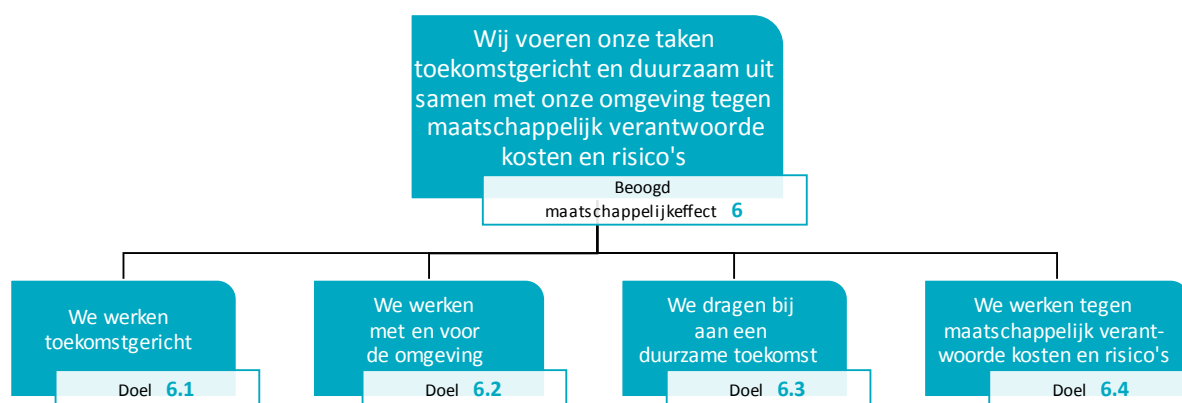 Wij voeren onze taken
toekomstgericht en duurzaam uit
samen met onze omgeving tegen
maatschappelijk verantwoorde
kosten en risico's
Beoogd
maatschappelijkeffect 6
We werken
toekomstgericht
Doel 6.1
We werken
met en voor
de omgeving
Doel 6.2
We dragen bij
aan een
duurzame toekomst
Doel 6.3
We werken tegen
maatschappelijk verant-
woorde kosten en risico's
Doel 6.4